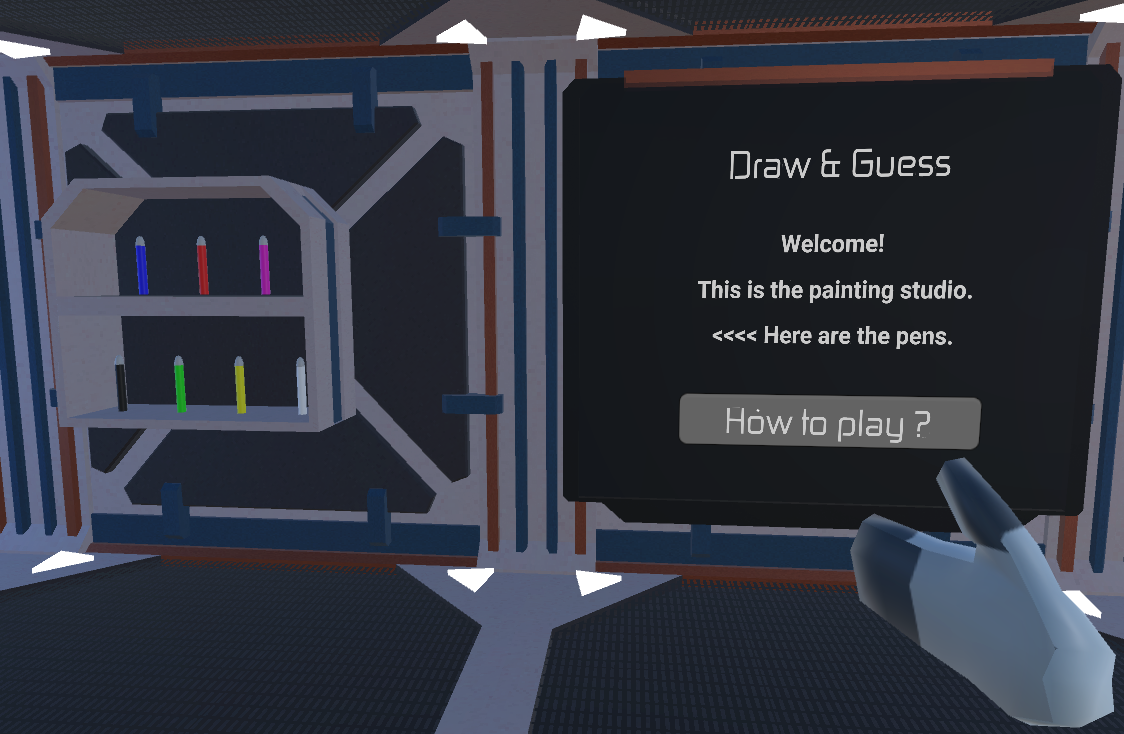 Draw & Guess
Welcome!
This is the painting studio.
<<<< Here are the pens.
How to play ?